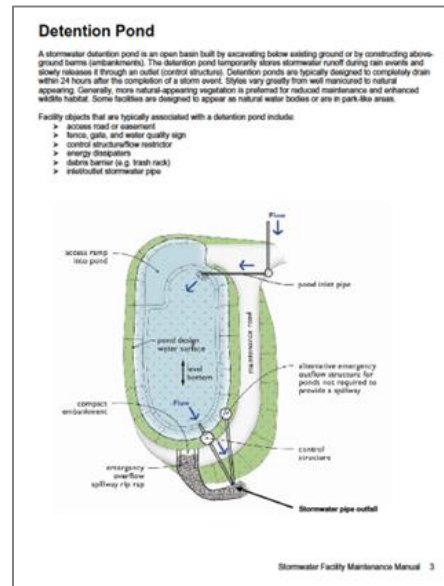 Detention Pond
A stormwater detention pond is an open basin built by excavating below existing ground or by constructing above-
ground berms (embankments). The detention pond temporarily stores stormwater runoff during rain events and
slowly releases it through an outlet (control structure). Detention ponds are typically designed to completely drain
within 24 hours after the completion of a storm event. Styles vary greatly from well manicured to natural
appearing. Generally, more natural-appearing vegetation is preferred for reduced maintenance and enhanced
wildlife habitat. Some facilities are designed to appear as natural water bodies or are in park-like areas.
Facility objects that are typically associated with a detention pond include:
➤ access road or easement
➤ fence, gate, and water quality sign
➤ control structure/flow restrictor
➤ energy dissipaters
➤ debris barrier (e.g. trash rack)
➤ inlet/outlet stormwater pipe
Flow
access ramp
into pond
pond inlet pipe
maintenance road
pond design
water surface
level
bottom
alternative emergency
outflow structure for
ponds not required to
provide a spillway
compact
embankment
Flow
control
structure
emergency
overflow
spillway rip rap
Stormwater pipe outfall
Stormwater Facility Maintenance Manual 3